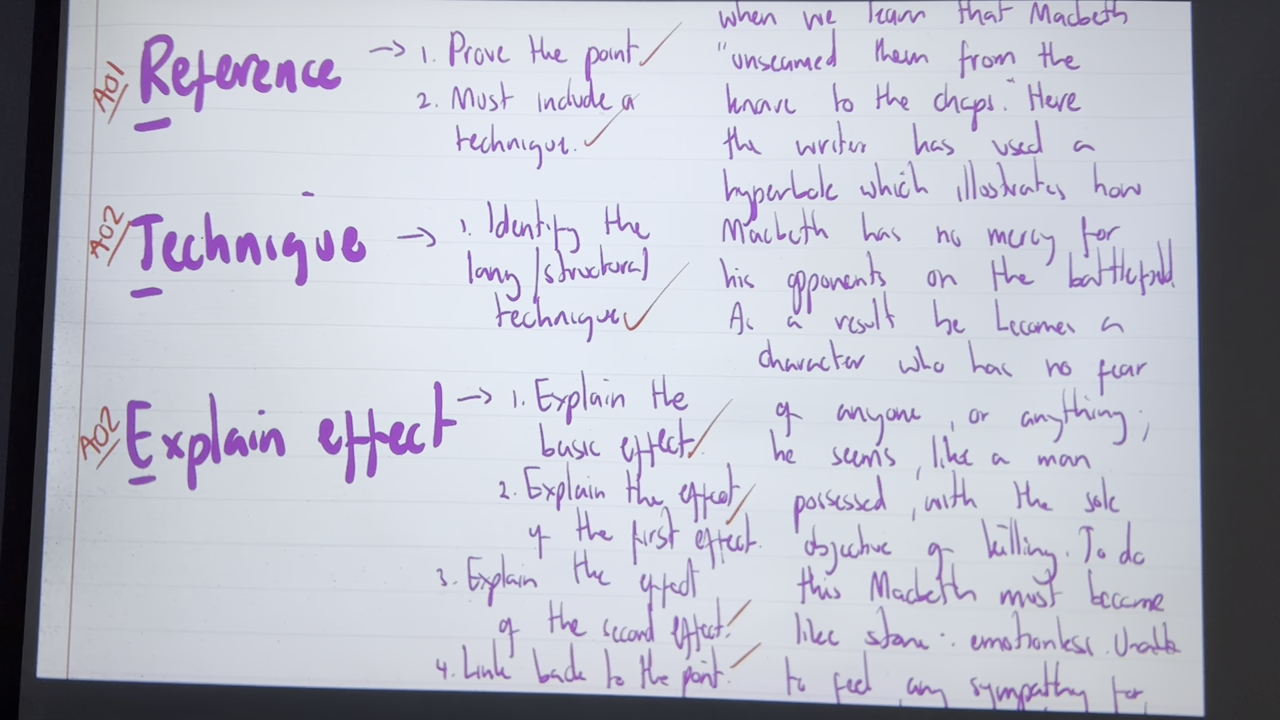 AO1
Reference → 1. Prove the point ✓
2. Must include a
technique. ✓
AO2
Technique → 1. Identify the
lang/structural
technique ✓
AO2
Explain effect → 1. Explain the
basic effect. ✓
2. Explain the effect
of the first effect. ✓
3. Explain the effect
of the second effect. ✓
4. Link back to the point. ✓
when we learn that Macbeth
"unseamed them from the
knave to the chaps." Here
the writer has used a
hyperbole which illustrates how
Macbeth has no mercy for
his opponents on the battlefield.
As a result he becomes a
character who has no fear
of anyone, or anything;
he seems, like a man
possessed, with the sole
objective of killing. To do
this Macbeth must become
like stone: emotionless. Unable
to feel any sympathy for